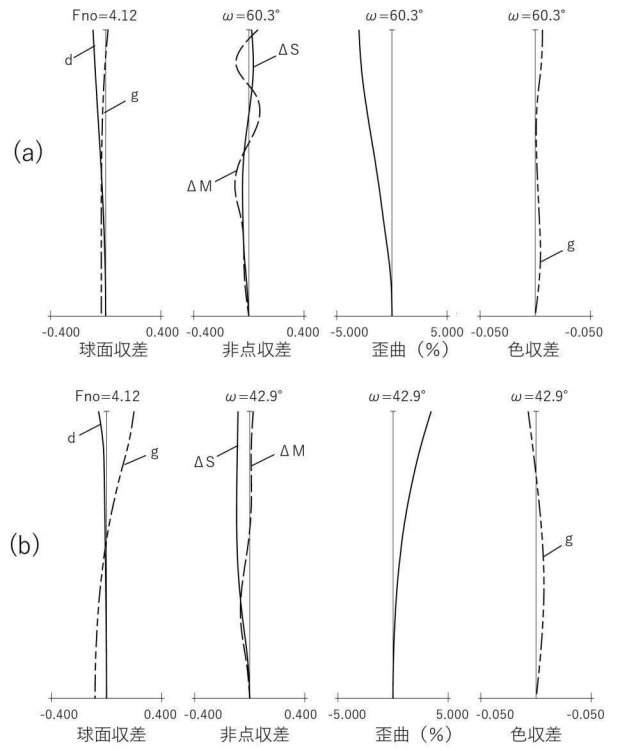 Fno=4.12 ω=60.3° ω=60.3° ω=60.3°
d g ΔS ΔM g
(a)
-0.400 0.400 -0.400 0.400 -5.000 5.000 -0.050 -0.050
球面収差 非点収差 歪曲（%） 色収差
Fno=4.12 ω=42.9° ω=42.9° ω=42.9°
d g ΔS ΔM g
(b)
-0.400 0.400 -0.400 0.400 -5.000 5.000 -0.050 -0.050
球面収差 非点収差 歪曲（%） 色収差